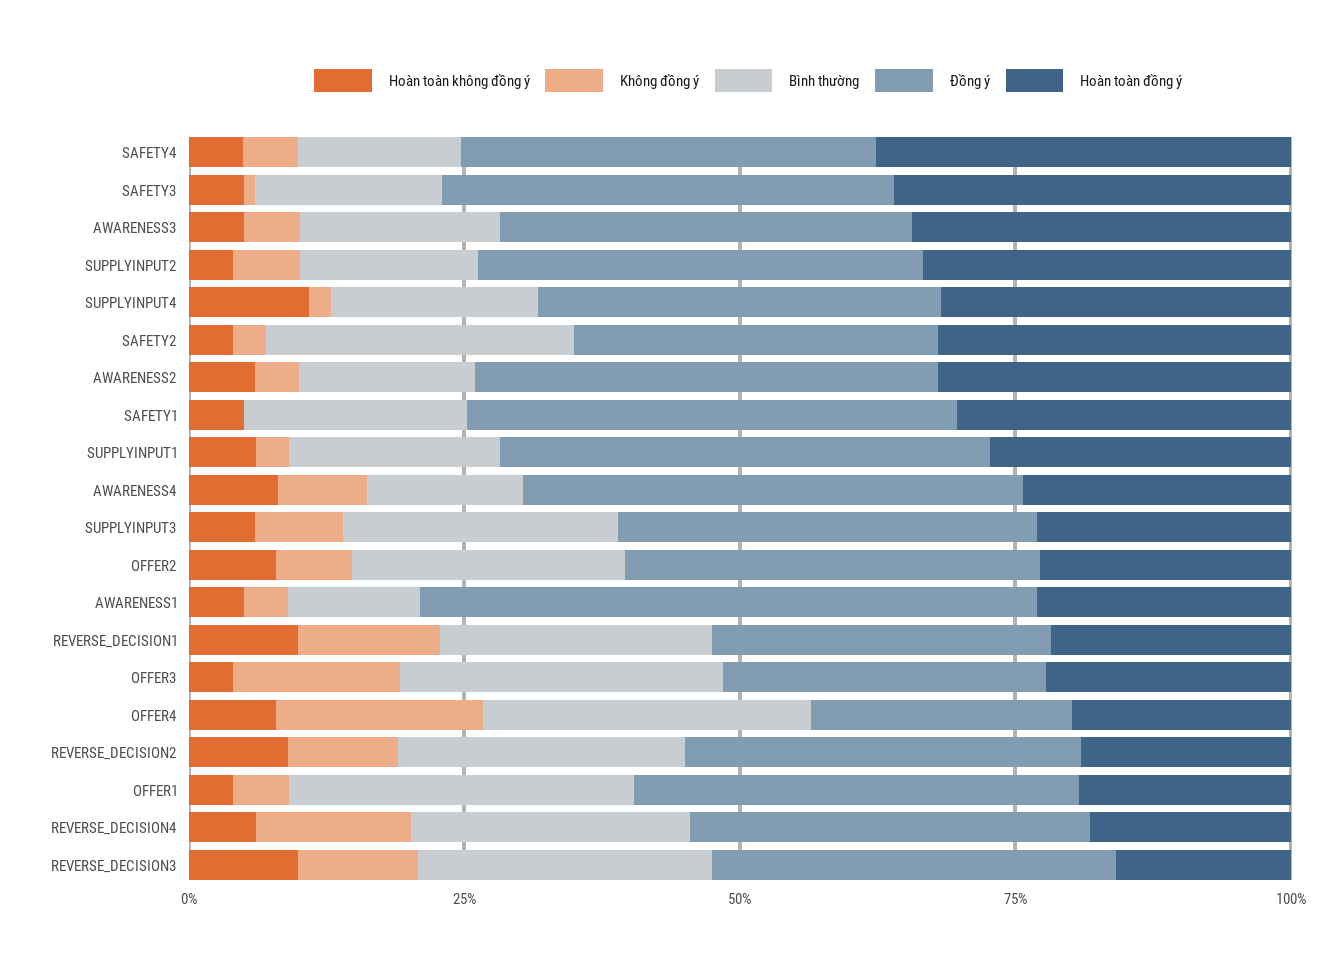 Hoàn toàn không đồng ý Không đồng ý Bình thường Đồng ý Hoàn toàn đồng ý
SAFETY4
SAFETY3
AWARENESS3
SUPPLYINPUT2
SUPPLYINPUT4
SAFETY2
AWARENESS2
SAFETY1
SUPPLYINPUT1
AWARENESS4
SUPPLYINPUT3
OFFER2
AWARENESS1
REVERSE_DECISION1
OFFER3
OFFER4
REVERSE_DECISION2
OFFER1
REVERSE_DECISION4
REVERSE_DECISION3
0% 25% 50% 75% 100%